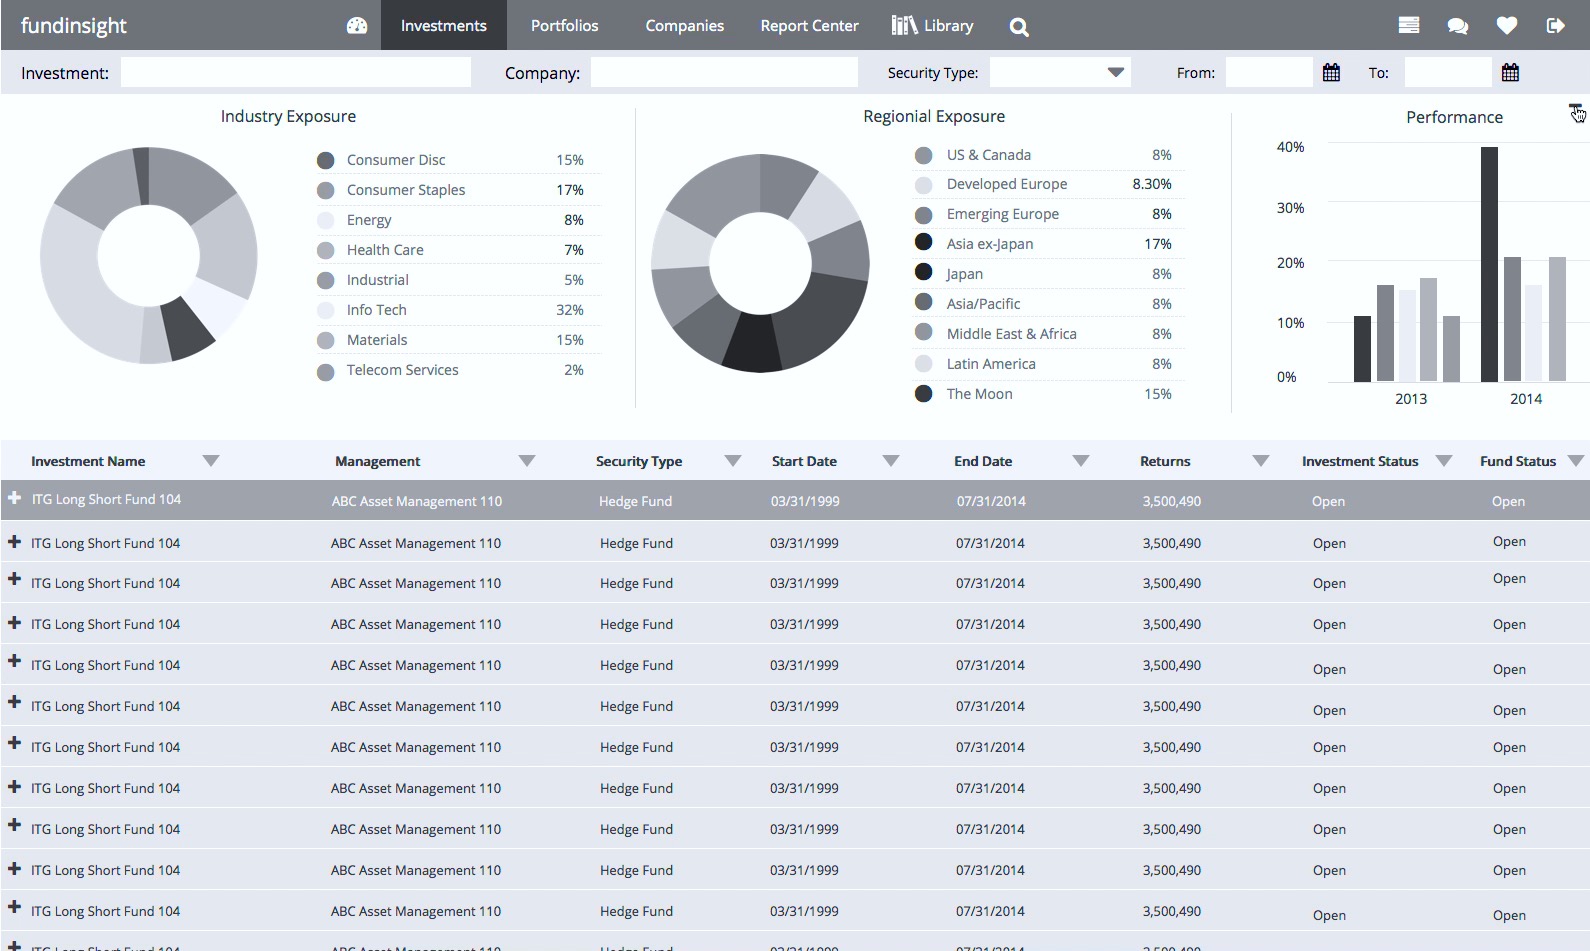 fundinsight Investments Portfolios Companies Report Center Library
Investment: Company: Security Type: From: To:
Industry Exposure
Consumer Disc 15%
Consumer Staples 17%
Energy 8%
Health Care 7%
Industrial 5%
Info Tech 32%
Materials 15%
Telecom Services 2%
Regionial Exposure
US & Canada 8%
Developed Europe 8.30%
Emerging Europe 8%
Asia ex-Japan 17%
Japan 8%
Asia/Pacific 8%
Middle East & Africa 8%
Latin America 8%
The Moon 15%
Performance
40%
30%
20%
10%
0%
2013 2014
Investment Name Management Security Type Start Date End Date Returns Investment Status Fund Status
ITG Long Short Fund 104 ABC Asset Management 110 Hedge Fund 03/31/1999 07/31/2014 3,500,490 Open Open
ITG Long Short Fund 104 ABC Asset Management 110 Hedge Fund 03/31/1999 07/31/2014 3,500,490 Open Open
ITG Long Short Fund 104 ABC Asset Management 110 Hedge Fund 03/31/1999 07/31/2014 3,500,490 Open Open
ITG Long Short Fund 104 ABC Asset Management 110 Hedge Fund 03/31/1999 07/31/2014 3,500,490 Open Open
ITG Long Short Fund 104 ABC Asset Management 110 Hedge Fund 03/31/1999 07/31/2014 3,500,490 Open Open
ITG Long Short Fund 104 ABC Asset Management 110 Hedge Fund 03/31/1999 07/31/2014 3,500,490 Open Open
ITG Long Short Fund 104 ABC Asset Management 110 Hedge Fund 03/31/1999 07/31/2014 3,500,490 Open Open
ITG Long Short Fund 104 ABC Asset Management 110 Hedge Fund 03/31/1999 07/31/2014 3,500,490 Open Open
ITG Long Short Fund 104 ABC Asset Management 110 Hedge Fund 03/31/1999 07/31/2014 3,500,490 Open Open
ITG Long Short Fund 104 ABC Asset Management 110 Hedge Fund 03/31/1999 07/31/2014 3,500,490 Open Open
ITG Long Short Fund 104 ABC Asset Management 110 Hedge Fund 03/31/1999 07/31/2014 3,500,490 Open Open